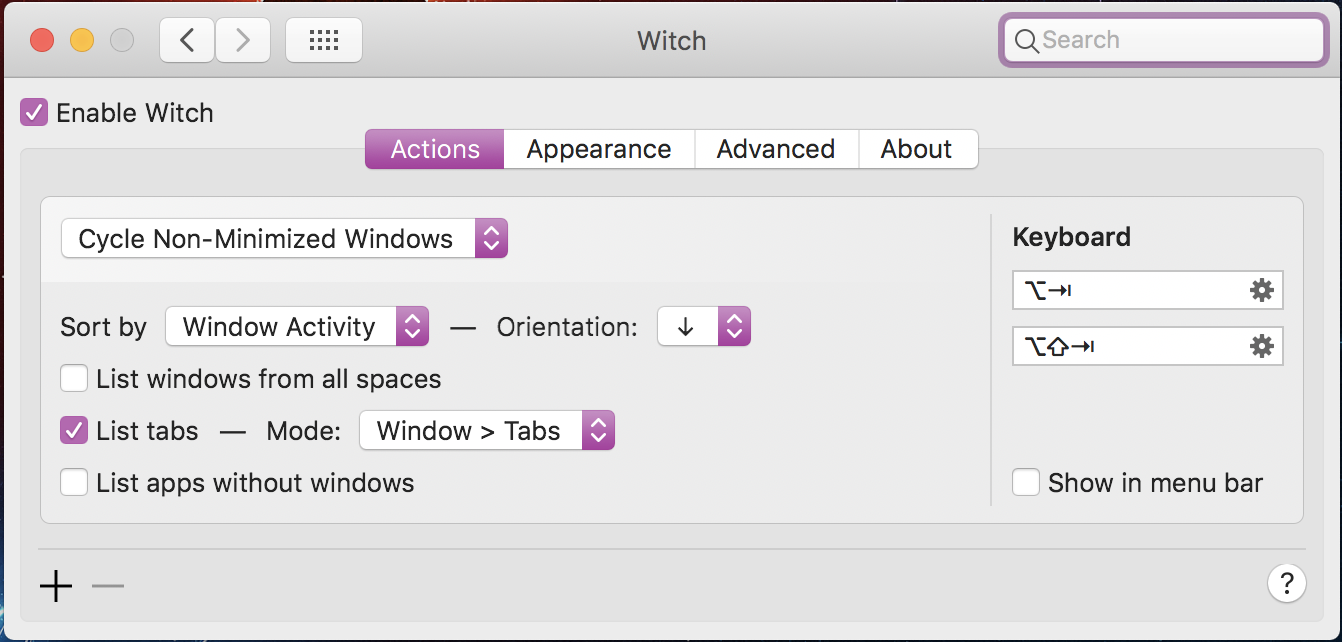 Witch
Search
Enable Witch
Actions Appearance Advanced About
Cycle Non-Minimized Windows
Keyboard
⌥⇥
Sort by Window Activity — Orientation: ↓
⌥⇧⇥
List windows from all spaces
List tabs — Mode: Window > Tabs
List apps without windows
Show in menu bar
?